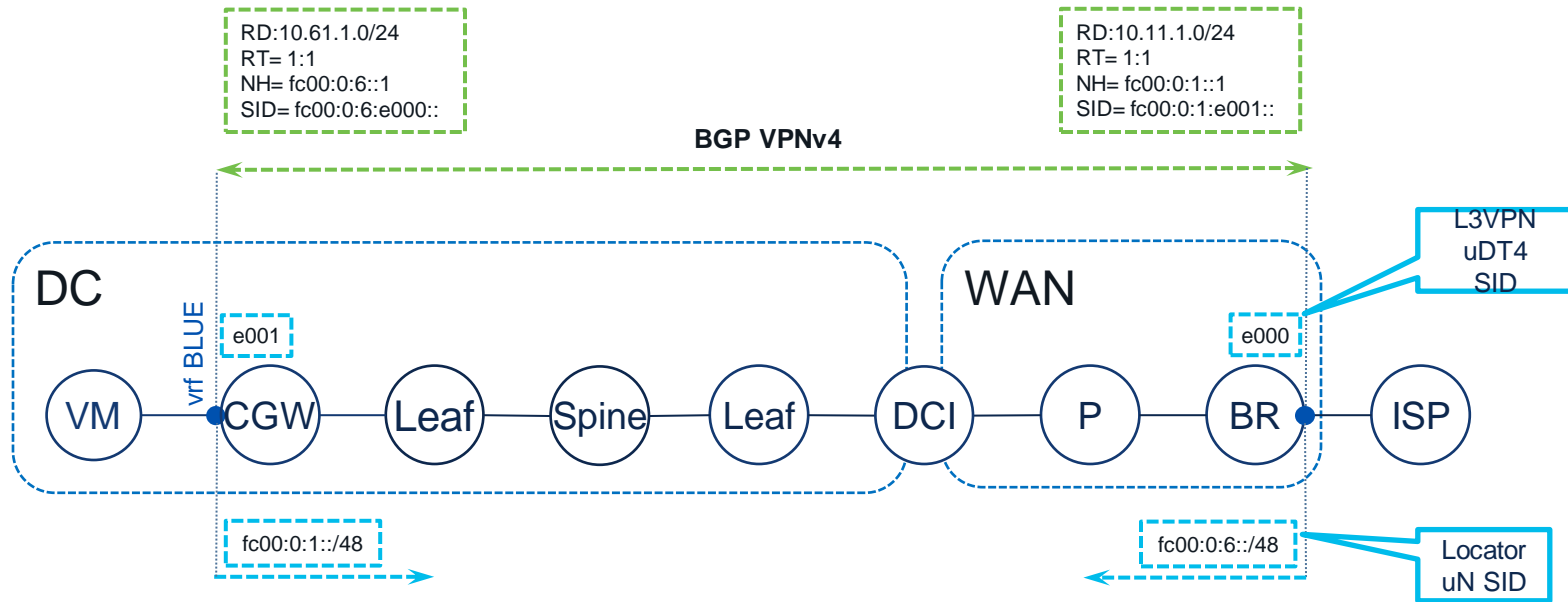 RD:10.61.1.0/24
RT= 1:1
NH= fc00:0:6::1
SID= fc00:0:6:e000::
RD:10.11.1.0/24
RT= 1:1
NH= fc00:0:1::1
SID= fc00:0:1:e001::
BGP VPNv4
L3VPN
uDT4
SID
DC
WAN
vrf BLUE
e001
e000
VM
CGW
Leaf
Spine
Leaf
DCI
P
BR
ISP
fc00:0:1::/48
fc00:0:6::/48
Locator
uN SID